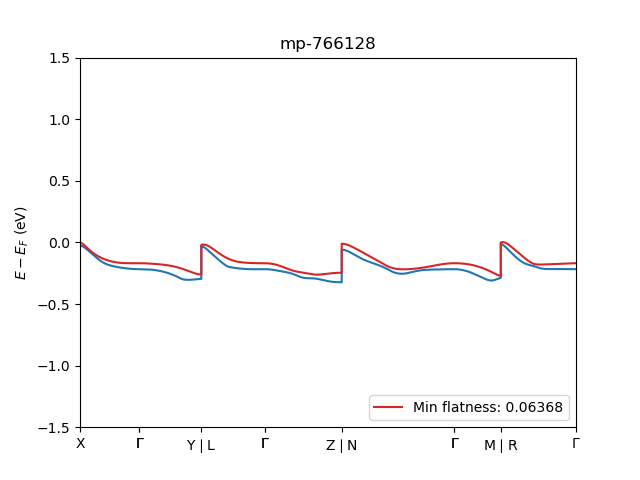 mp-766128
E − E_F (eV)
1.5
1.0
0.5
0.0
−0.5
−1.0
−1.5
Min flatness: 0.06368
X Γ Y | L Γ Z | N Γ M | R Γ